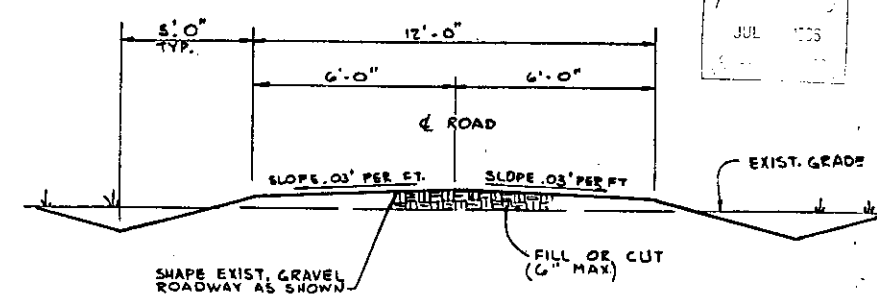 5'-0"
TYP.
12'-0"
JUL
6'-0"
6'-0"
℄ ROAD
EXIST. GRADE
SLOPE .03' PER FT.
SLOPE .03' PER FT
FILL OR CUT
(6" MAX)
SHAPE EXIST. GRAVEL
ROADWAY AS SHOWN